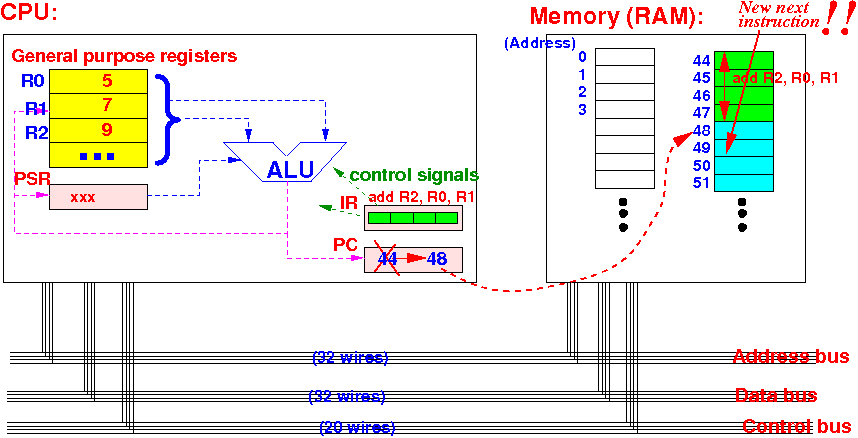 CPU:
General purpose registers
R0 5
R1 7
R2 9
PSR
xxx
ALU
control signals
add R2, R0, R1
IR
PC
44 48
Memory (RAM):
(Address)
0
1
2
3
New next
instruction !!
44
45
46
47
add R2, R0, R1
48
49
50
51
(32 wires) Address bus
(32 wires) Data bus
(20 wires) Control bus